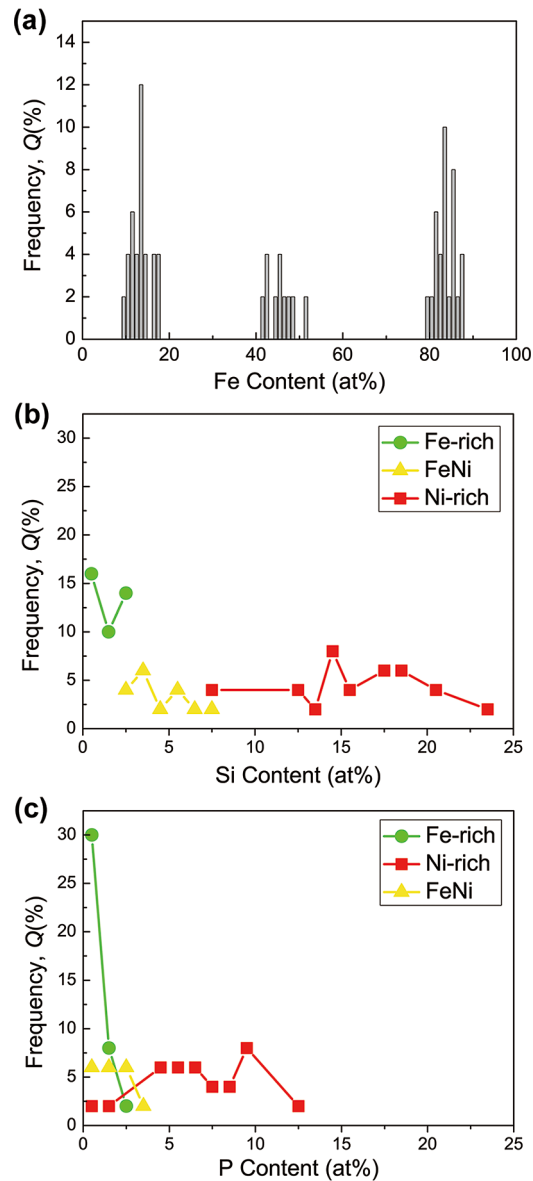 (a)
14
12
10
8
6
4
2
0
Frequency, Q(%)
0 20 40 60 80 100
Fe Content (at%)
(b)
30
25
20
15
10
5
0
Frequency, Q(%)
Fe-rich
FeNi
Ni-rich
0 5 10 15 20 25
Si Content (at%)
(c)
30
25
20
15
10
5
0
Frequency, Q(%)
Fe-rich
Ni-rich
FeNi
0 5 10 15 20 25
P Content (at%)